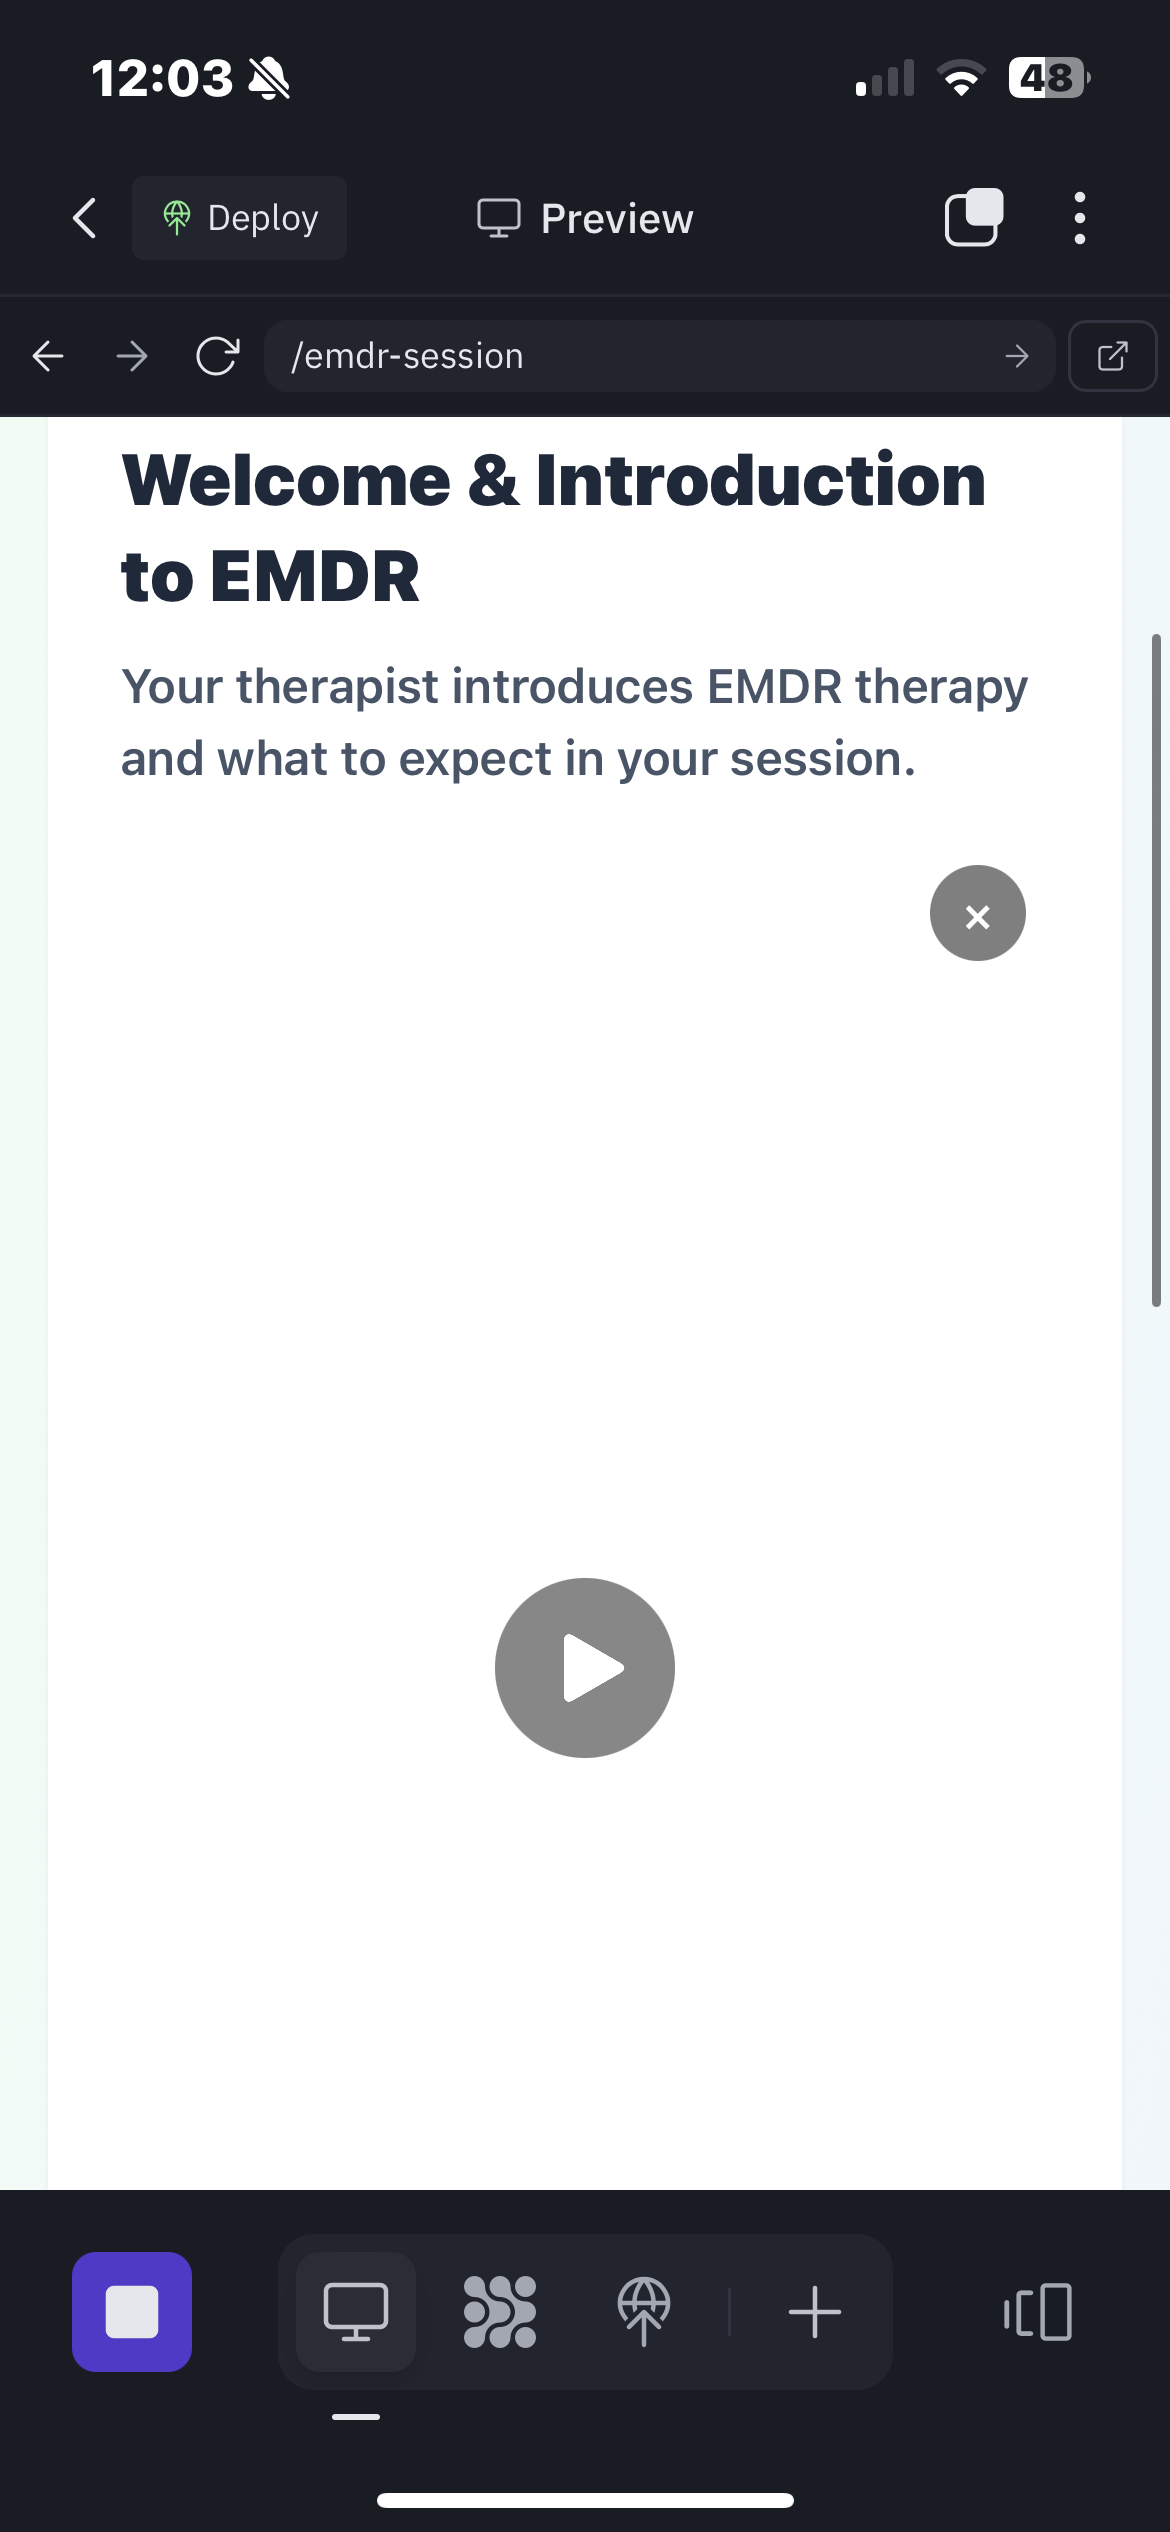 12:03
48
Deploy
Preview
/emdr-session
Welcome & Introduction
to EMDR
Your therapist introduces EMDR therapy
and what to expect in your session.